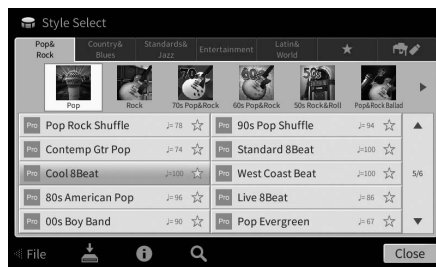 Style Select
Pop&
Rock
Country&
Blues
Standards&
Jazz
Entertainment
Latin&
World
70s
60s
50s
Pop
Rock
70s Pop&Rock
60s Pop&Rock
50s Rock&Roll
Pop&Rock Ballad
Pro Pop Rock Shuffle ♩= 78
Pro 90s Pop Shuffle ♩= 94
Pro Contemp Gtr Pop ♩= 74
Pro Standard 8Beat ♩=100
Pro Cool 8Beat ♩=100
Pro West Coast Beat ♩=100
5/6
Pro 80s American Pop ♩= 96
Pro Live 8Beat ♩= 86
Pro 00s Boy Band ♩= 90
Pro Pop Evergreen ♩= 67
File
Close